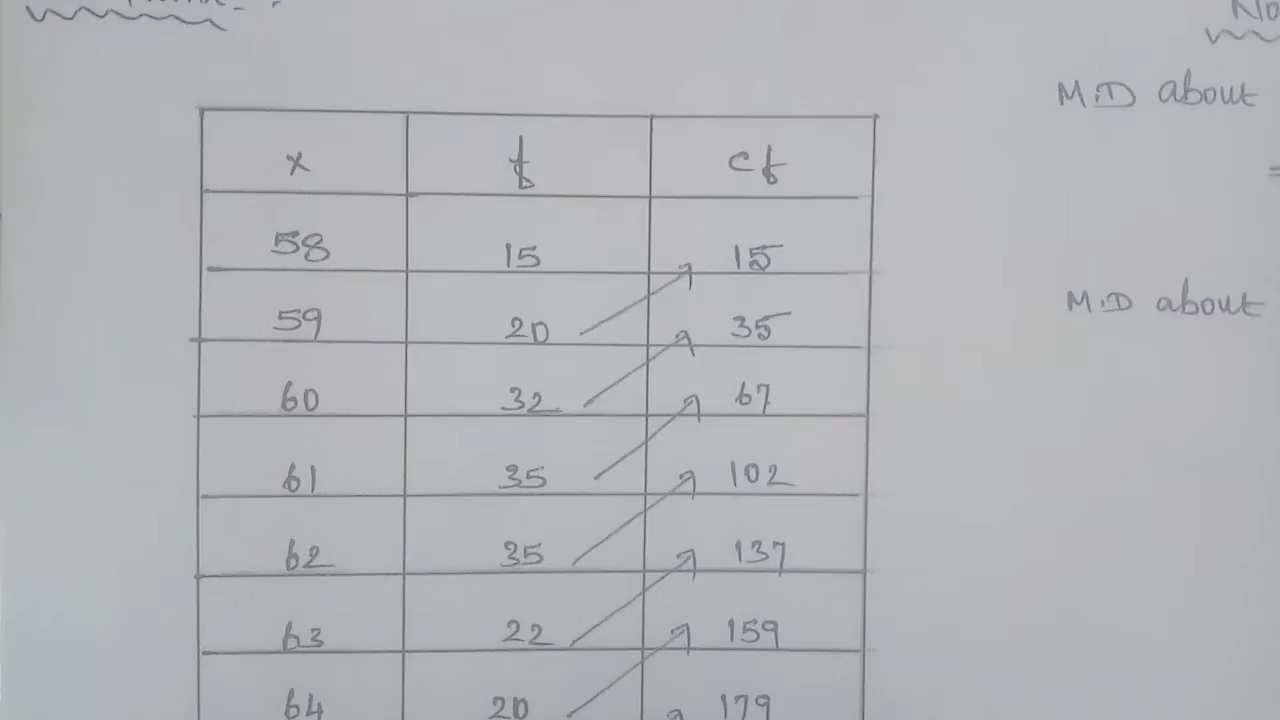 No
M.D about
=
x f cf
58 15 15
59 20 35
60 32 67
61 35 102
62 35 137
63 22 159
64 20 179
M.D about